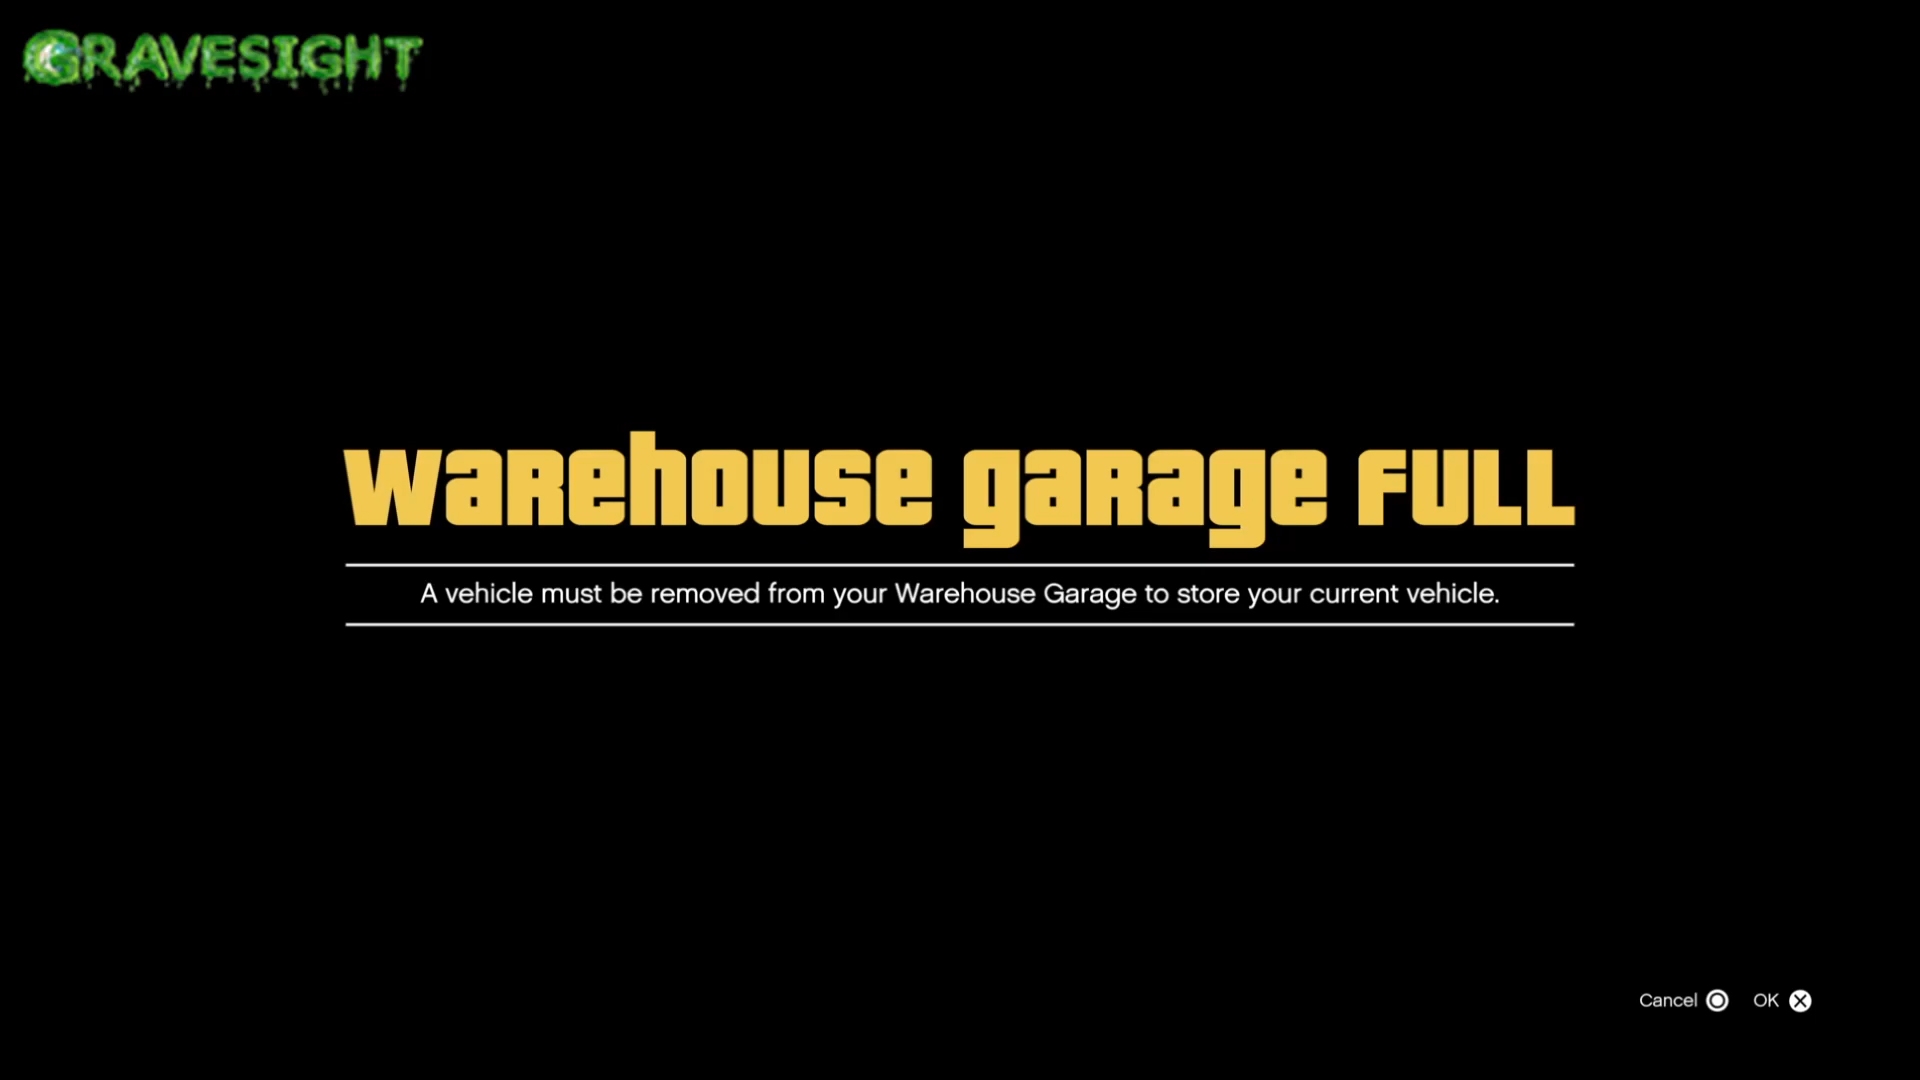 GRAVESIGHT
warehouse garage FULL
A vehicle must be removed from your Warehouse Garage to store your current vehicle.
Cancel OK